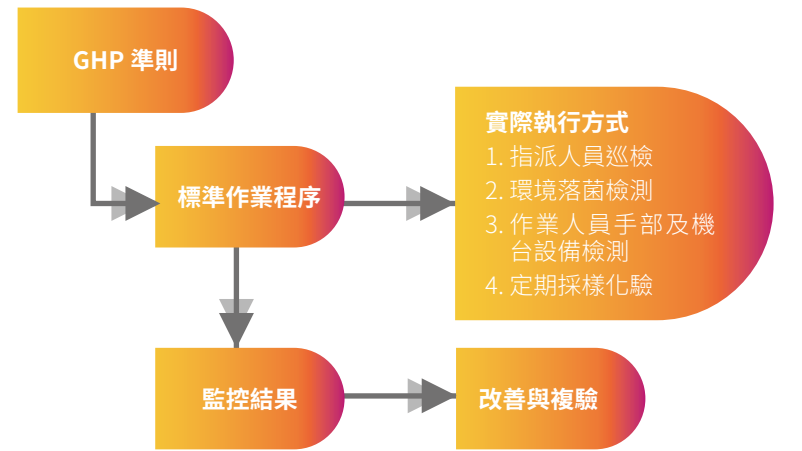 GHP 準則
標準作業程序
實際執行方式
1. 指派人員巡檢
2. 環境落菌檢測
3. 作業人員手部及機
台設備檢測
4. 定期採樣化驗
監控結果
改善與複驗